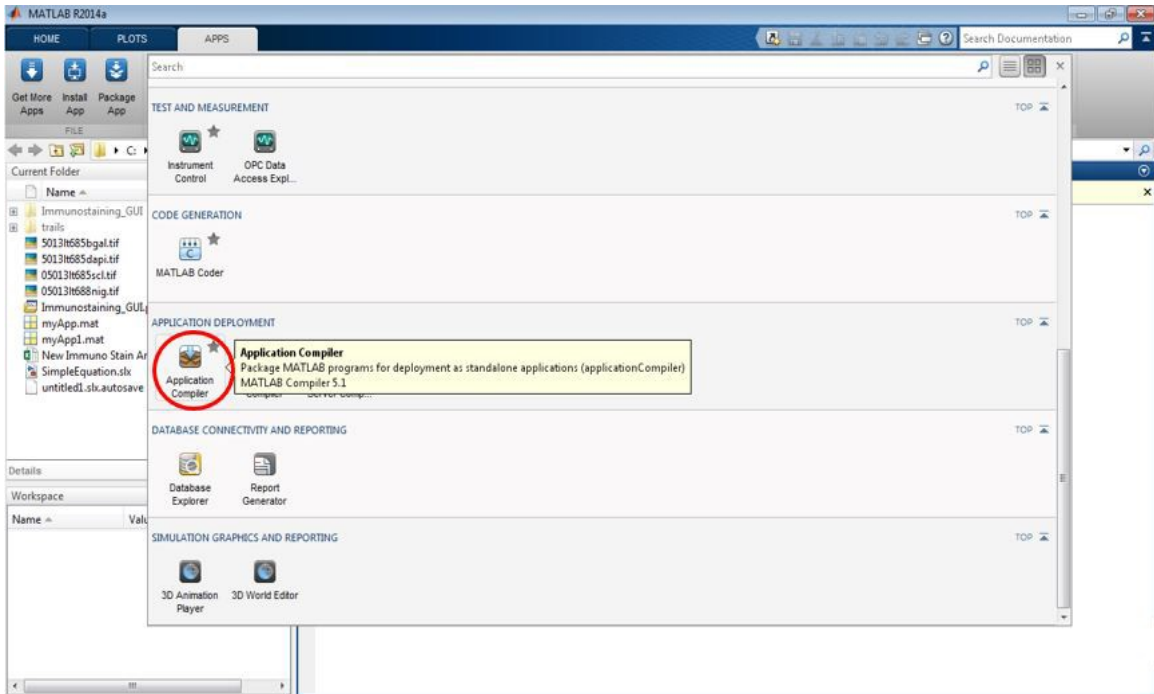 MATLAB R2014a
HOME PLOTS APPS
Search Documentation
Get More Apps
Install App
Package App
FILE
Search
TEST AND MEASUREMENT TOP
Instrument Control
OPC Data Access Expl...
CODE GENERATION TOP
MATLAB Coder
APPLICATION DEPLOYMENT TOP
Application Compiler
Application Compiler
Package MATLAB programs for deployment as standalone applications (applicationCompiler)
MATLAB Compiler 5.1
DATABASE CONNECTIVITY AND REPORTING TOP
Database Explorer
Report Generator
SIMULATION GRAPHICS AND REPORTING TOP
3D Animation Player
3D World Editor
C:
Current Folder
Name
Immunostaining_GUI
trails
5013lt685bgal.tif
5013lt685dapi.tif
05013lt685scl.tif
05013lt688nig.tif
Immunostaining_GUI
myApp.mat
myApp1.mat
New Immuno Stain
SimpleEquation.slx
untitled1.slx.autosave
Details
Workspace
Name